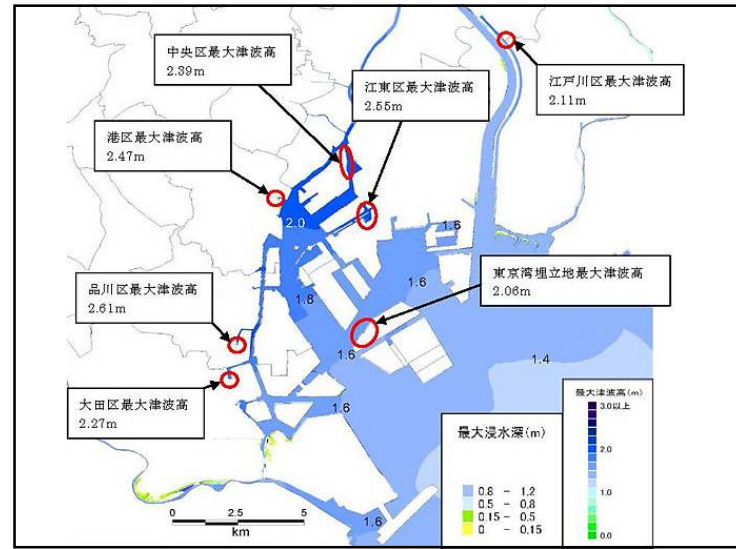 中央区最大津波高
2.39m
江東区最大津波高
2.55m
江戸川区最大津波高
2.11m
港区最大津波高
2.47m
品川区最大津波高
2.61m
大田区最大津波高
2.27m
東京湾埋立地最大津波高
2.06m
2.0
1.6
1.8
1.6
1.4
1.6
1.6
最大浸水深(m)
0.8 - 1.2
0.5 - 0.8
0.15 - 0.5
0 - 0.15
最大津波高(m)
3.0以上
2.0
1.0
0.0
0 2.5 5
km